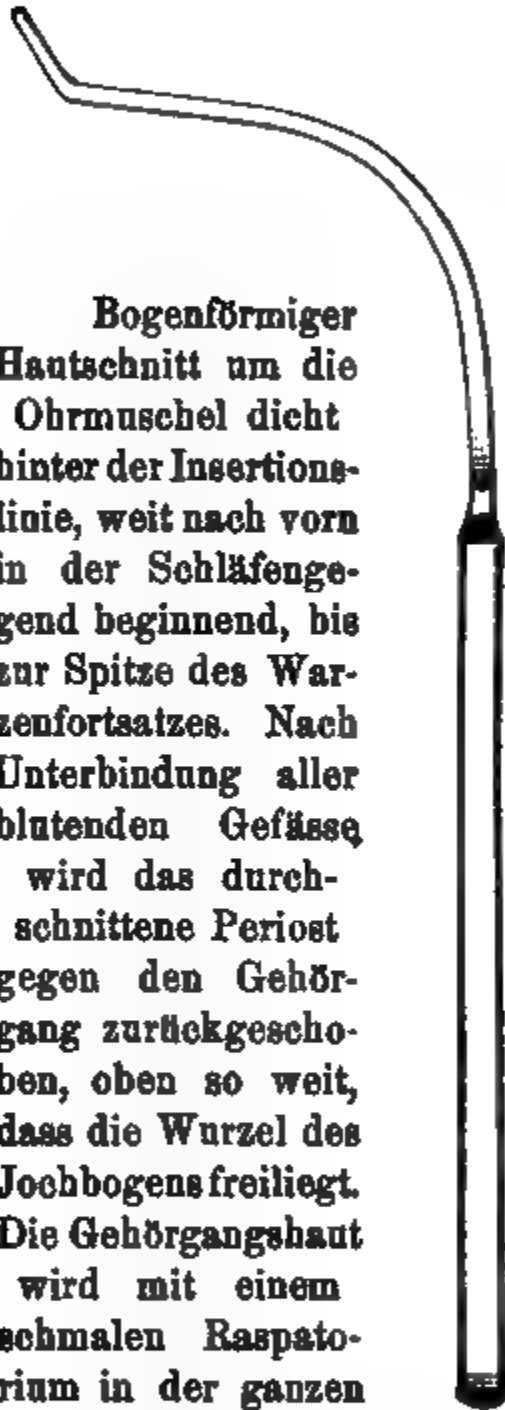 Bogenförmiger
Hautschnitt um die
Ohrmuschel dicht
hinter der Insertions-
linie, weit nach vorn
in der Schläfenge-
gend beginnend, bis
zur Spitze des War-
zenfortsatzes. Nach
Unterbindung aller
blutenden Gefässe
wird das durch-
schnittene Periost
gegen den Gehör-
gang zurückgescho-
ben, oben so weit,
dass die Wurzel des
Jochbogens freiliegt.
Die Gehörgangshaut
wird mit einem
schmalen Raspato-
rium in der ganzen